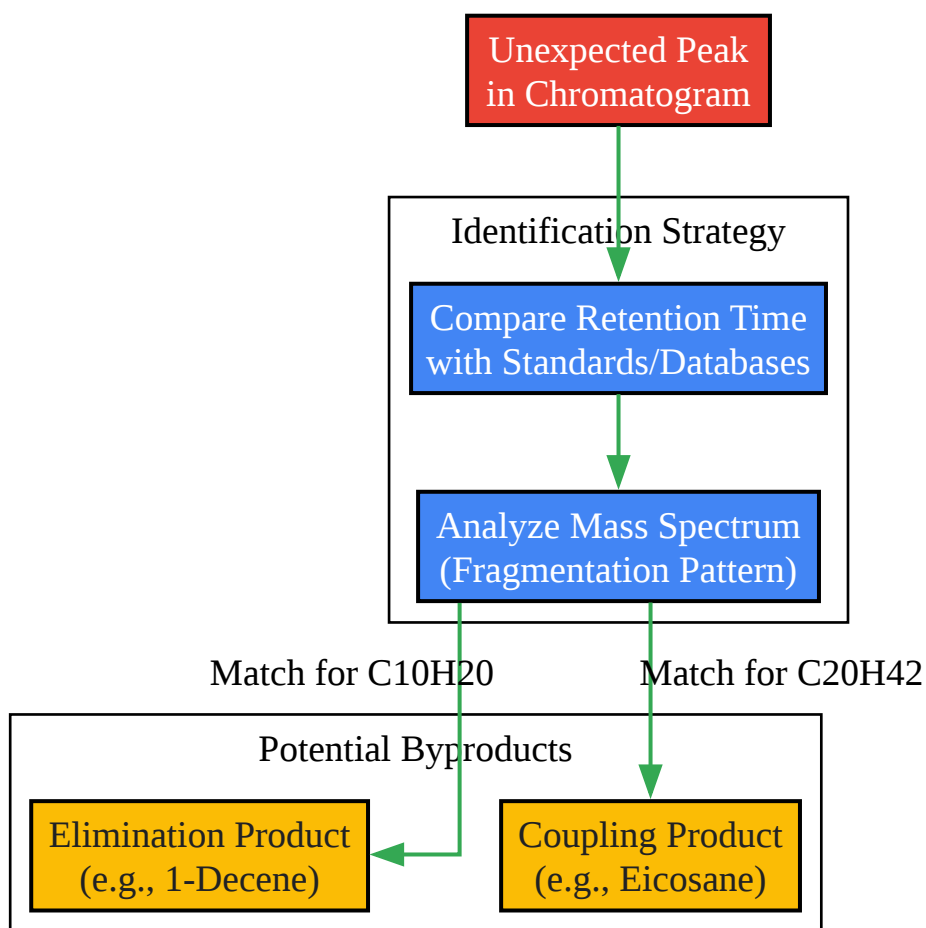 Unexpected Peak
in Chromatogram
Identification Strategy
Compare Retention Time
with Standards/Databases
Analyze Mass Spectrum
(Fragmentation Pattern)
Match for C10H20
Match for C20H42
Potential Byproducts
Elimination Product
(e.g., 1-Decene)
Coupling Product
(e.g., Eicosane)